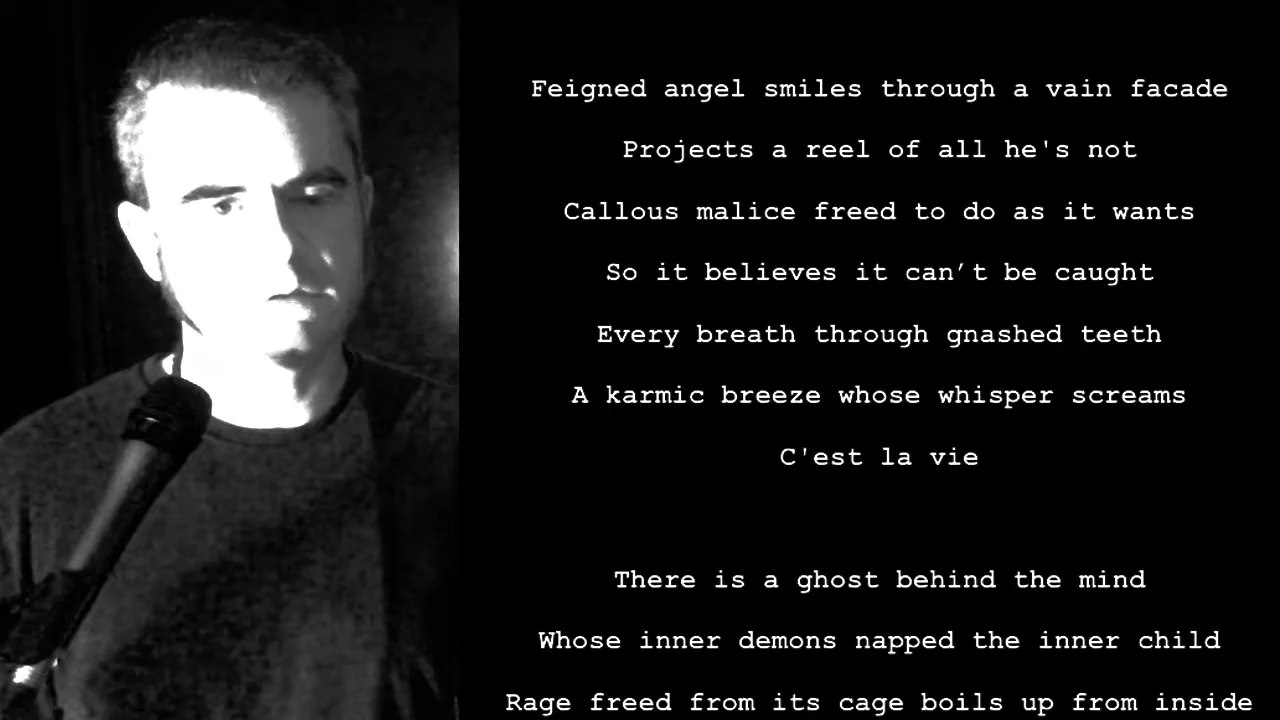 Feigned angel smiles through a vain facade
Projects a reel of all he's not
Callous malice freed to do as it wants
So it believes it can’t be caught
Every breath through gnashed teeth
A karmic breeze whose whisper screams
C'est la vie
There is a ghost behind the mind
Whose inner demons napped the inner child
Rage freed from its cage boils up from inside